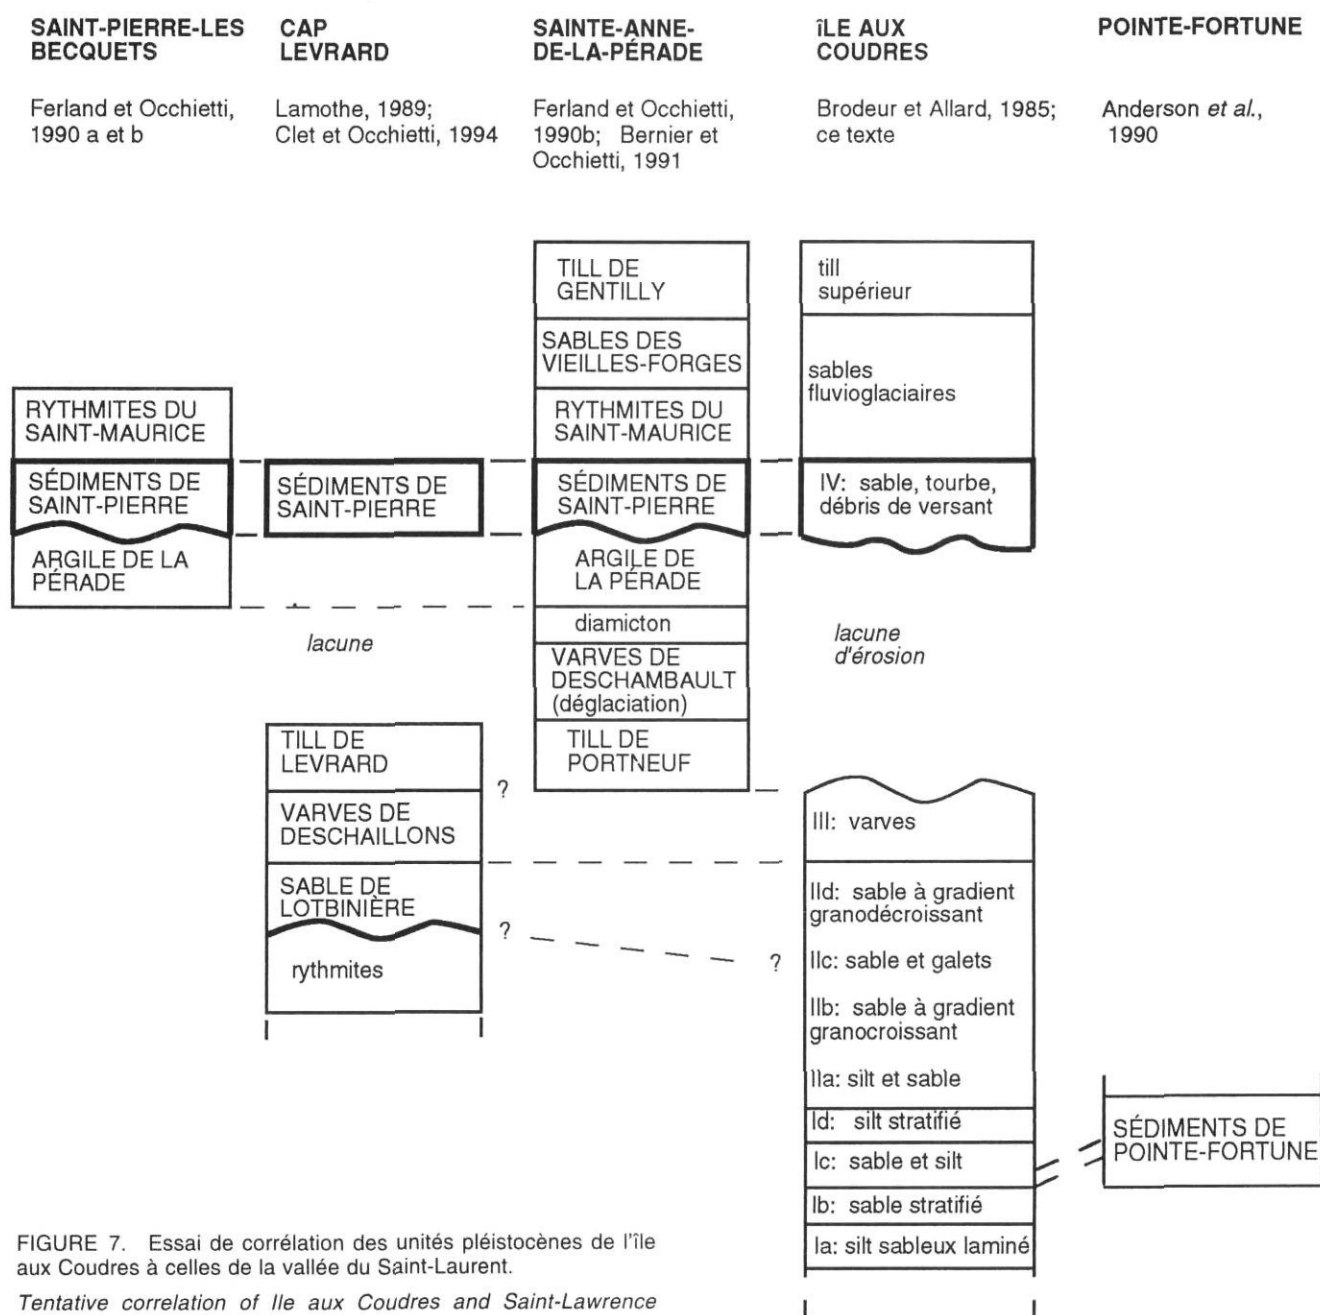 SAINT-PIERRE-LES
BECQUETS
Ferland et Occhietti,
1990 a et b
CAP
LEVRARD
Lamothe, 1989;
Clet et Occhietti, 1994
SAINTE-ANNE-
DE-LA-PÉRADE
Ferland et Occhietti,
1990b; Bernier et
Occhietti, 1991
îLE AUX
COUDRES
Brodeur et Allard, 1985;
ce texte
POINTE-FORTUNE
Anderson et al.,
1990
RYTHMITES DU
SAINT-MAURICE
SÉDIMENTS DE
SAINT-PIERRE
ARGILE DE LA
PÉRADE
SÉDIMENTS DE
SAINT-PIERRE
lacune
TILL DE
LEVRARD
VARVES DE
DESCHAILLONS
SABLE DE
LOTBINIÈRE
rythmites
?
?
TILL DE
GENTILLY
SABLES DES
VIEILLES-FORGES
RYTHMITES DU
SAINT-MAURICE
SÉDIMENTS DE
SAINT-PIERRE
ARGILE DE
LA PÉRADE
diamicton
VARVES DE
DESCHAMBAULT
(déglaciation)
TILL DE
PORTNEUF
?
till
supérieur
sables
fluvioglaciaires
IV: sable, tourbe,
débris de versant
lacune
d'érosion
III: varves
IId: sable à gradient
granodécroissant
IIc: sable et galets
IIb: sable à gradient
granocroissant
IIa: silt et sable
Id: silt stratifié
Ic: sable et silt
Ib: sable stratifié
Ia: silt sableux laminé
SÉDIMENTS DE
POINTE-FORTUNE
FIGURE 7. Essai de corrélation des unités pléistocènes de l'île
aux Coudres à celles de la vallée du Saint-Laurent.
Tentative correlation of Ile aux Coudres and Saint-Lawrence